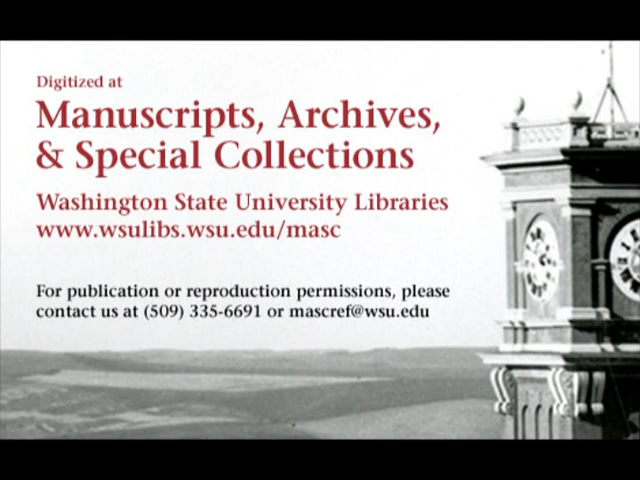 Digitized at
Manuscripts, Archives,
& Special Collections
Washington State University Libraries
www.wsulibs.wsu.edu/masc
For publication or reproduction permissions, please
contact us at (509) 335-6691 or mascref@wsu.edu